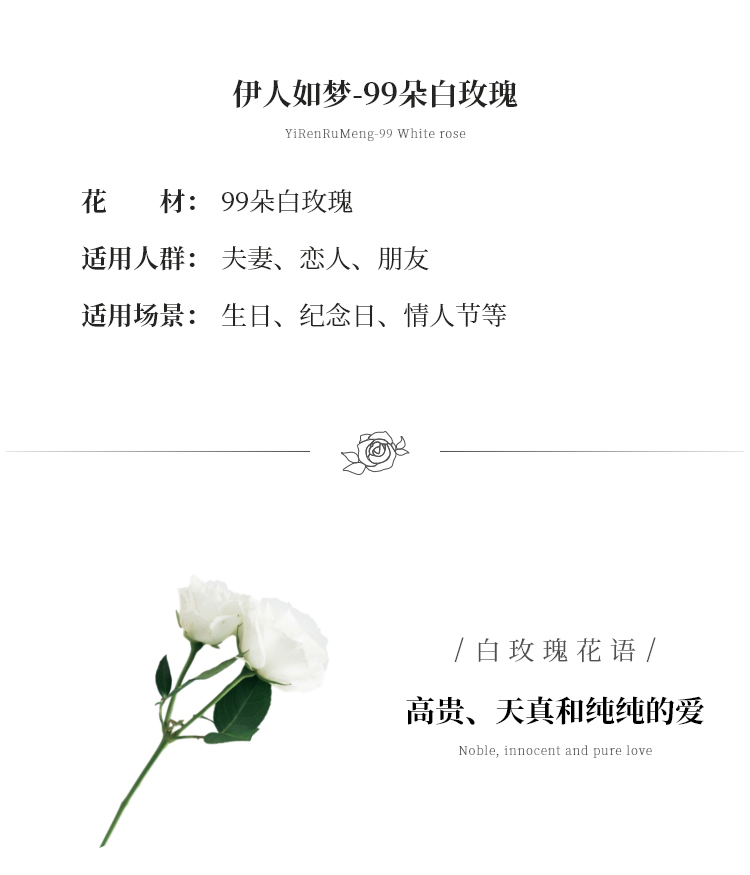 伊人如梦-99朵白玫瑰
YiRenRuMeng-99 White rose
花　　材： 99朵白玫瑰
适用人群： 夫妻、恋人、朋友
适用场景： 生日、纪念日、情人节等
/ 白玫瑰花语 /
高贵、天真和纯纯的爱
Noble, innocent and pure love